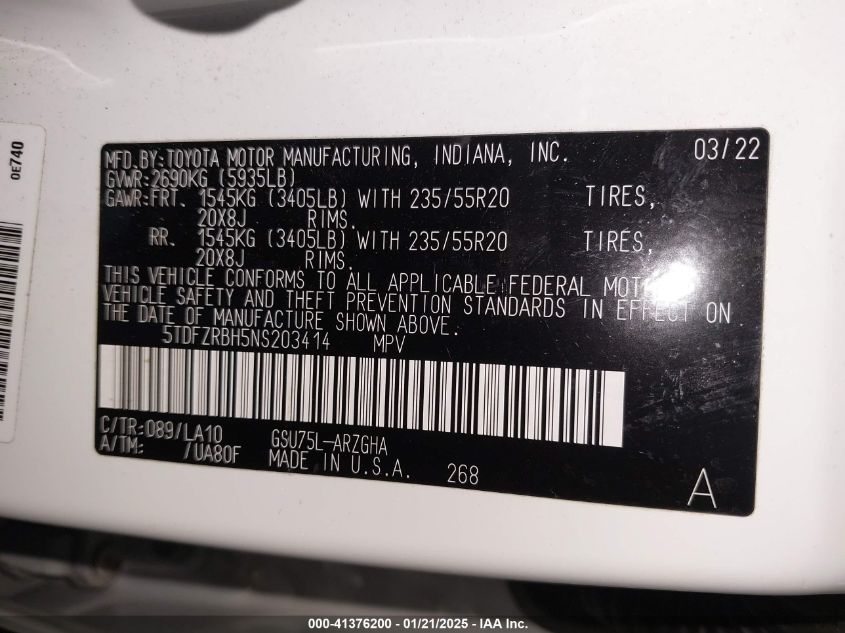 MFD.BY:TOYOTA MOTOR MANUFACTURING, INDIANA, INC. 03/22
GVWR:2690KG (5935LB)
GAWR:FRT. 1545KG (3405LB) WITH 235/55R20 TIRES,
20X8J RIMS.
RR. 1545KG (3405LB) WITH 235/55R20 TIRES,
20X8J RIMS.
THIS VEHICLE CONFORMS TO ALL APPLICABLE FEDERAL MOTOR
VEHICLE SAFETY AND THEFT PREVENTION STANDARDS IN EFFECT ON
THE DATE OF MANUFACTURE SHOWN ABOVE.
5TDFZRBH5NS203414 MPV
C/TR:089/LA10 GSU75L-ARZGHA
A/TM: /UA80F MADE IN U.S.A. 268
A
0E740
000-41376200 - 01/21/2025 - IAA Inc.